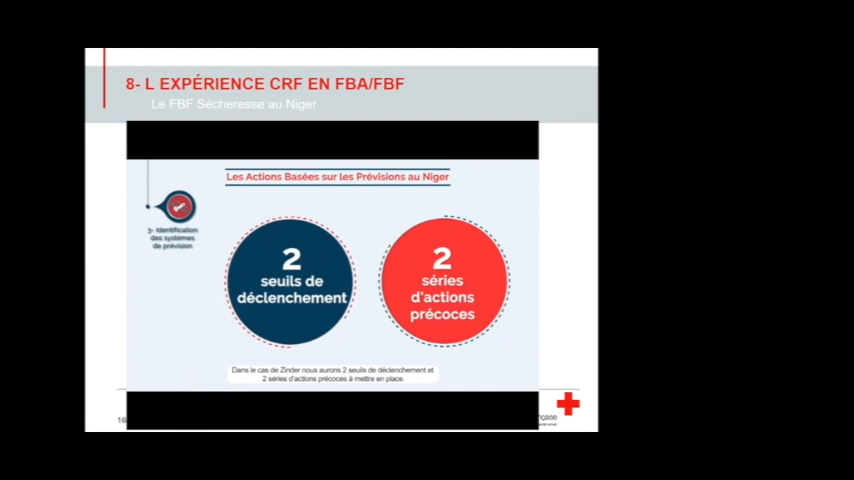 8- L EXPÉRIENCE CRF EN FBA/FBF
Le FBF Sécheresse au Niger
Les Actions Basées sur les Prévisions au Niger
3- Identification
des systèmes
de prévision
2
seuils de
déclenchement
2
séries
d'actions
précoces
Dans le cas de Zinder nous aurons 2 seuils de déclenchement et
2 séries d'actions précoces à mettre en place.
16